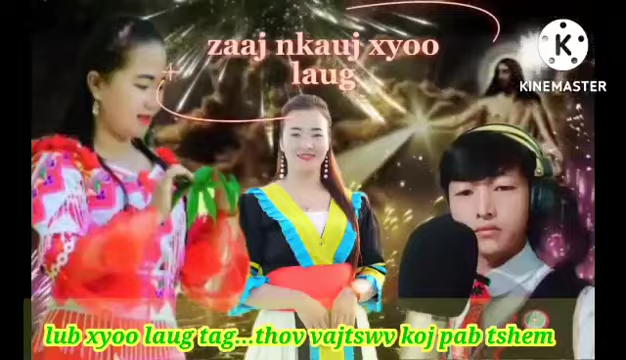 zaaj nkauj xyoo
laug
K
KINEMASTER
lub xyoo laug tag...thov vajtswv koj pab tshem